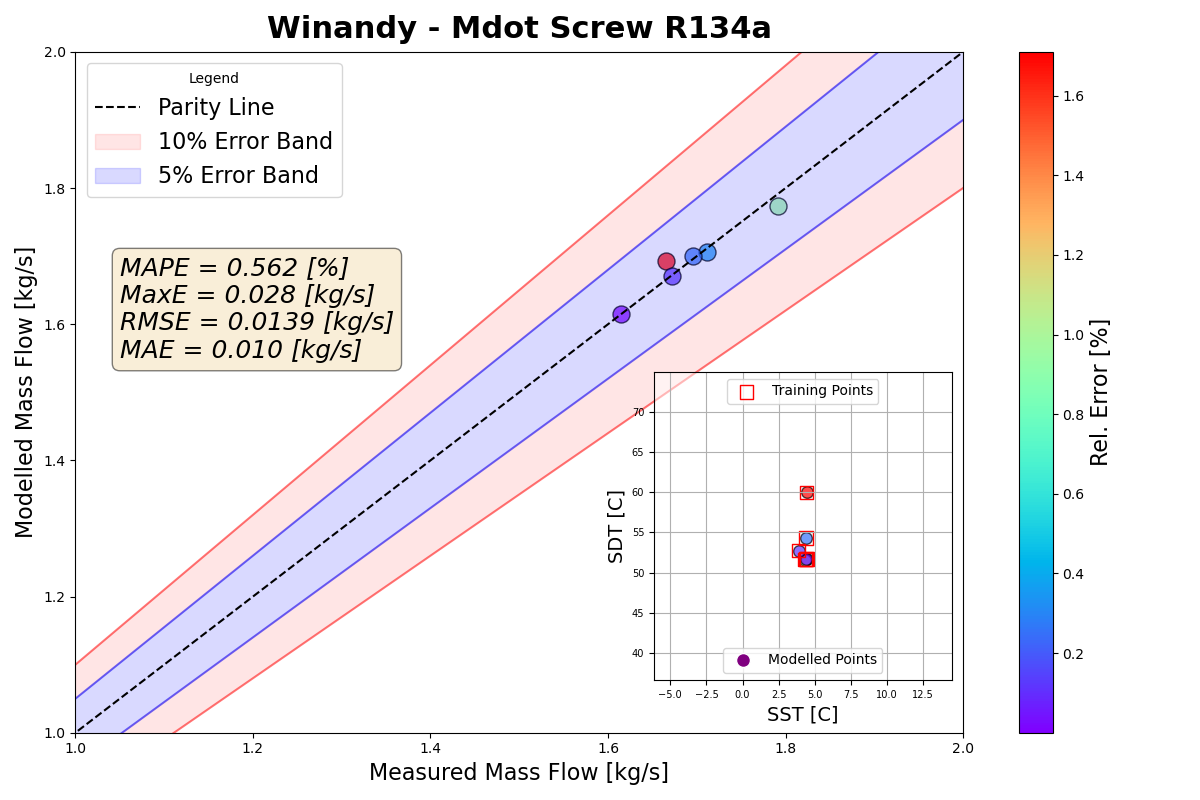 Winandy - Mdot Screw R134a
Modelled Mass Flow [kg/s]
2.0
1.8
1.6
1.4
1.2
1.0
Legend
Parity Line
10% Error Band
5% Error Band
MAPE = 0.562 [%]
MaxE = 0.028 [kg/s]
RMSE = 0.0139 [kg/s]
MAE = 0.010 [kg/s]
Training Points
SDT [C]
70
65
60
55
50
45
40
Modelled Points
−5.0 −2.5 0.0 2.5 5.0 7.5 10.0 12.5
SST [C]
1.0 1.2 1.4 1.6 1.8 2.0
Measured Mass Flow [kg/s]
1.6
1.4
1.2
1.0
0.8
0.6
0.4
0.2
Rel. Error [%]